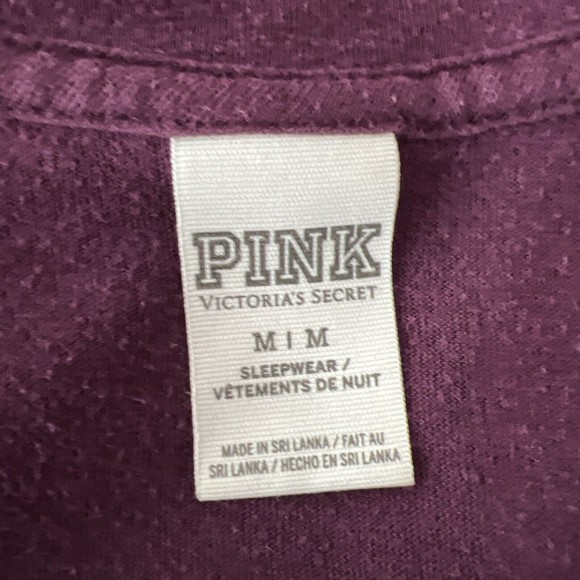 PINK
VICTORIA'S SECRET
M | M
SLEEPWEAR /
VÊTEMENTS DE NUIT
MADE IN SRI LANKA / FAIT AU
SRI LANKA / HECHO EN SRI LANKA